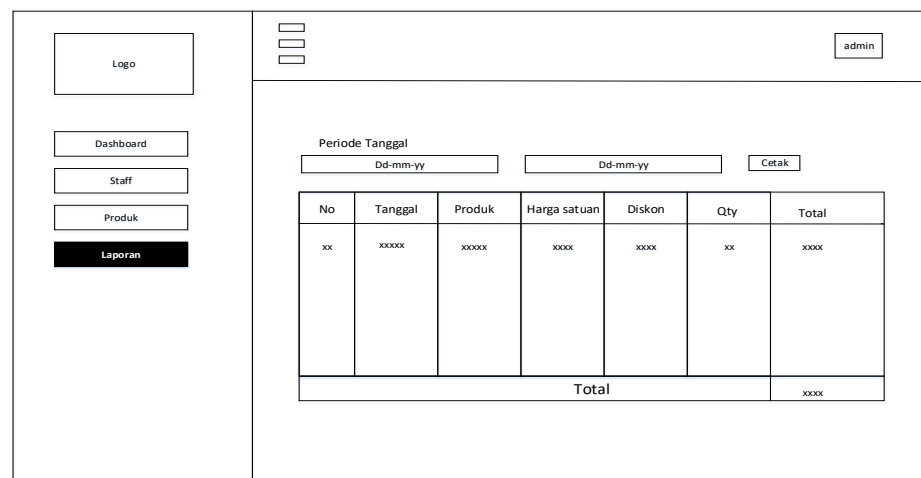 Logo
admin
Dashboard
Staff
Produk
Laporan
Periode Tanggal
Dd-mm-yy Dd-mm-yy Cetak
No Tanggal Produk Harga satuan Diskon Qty Total
xx xxxxx xxxxx xxxx xxxx xx xxxx
Total xxxx